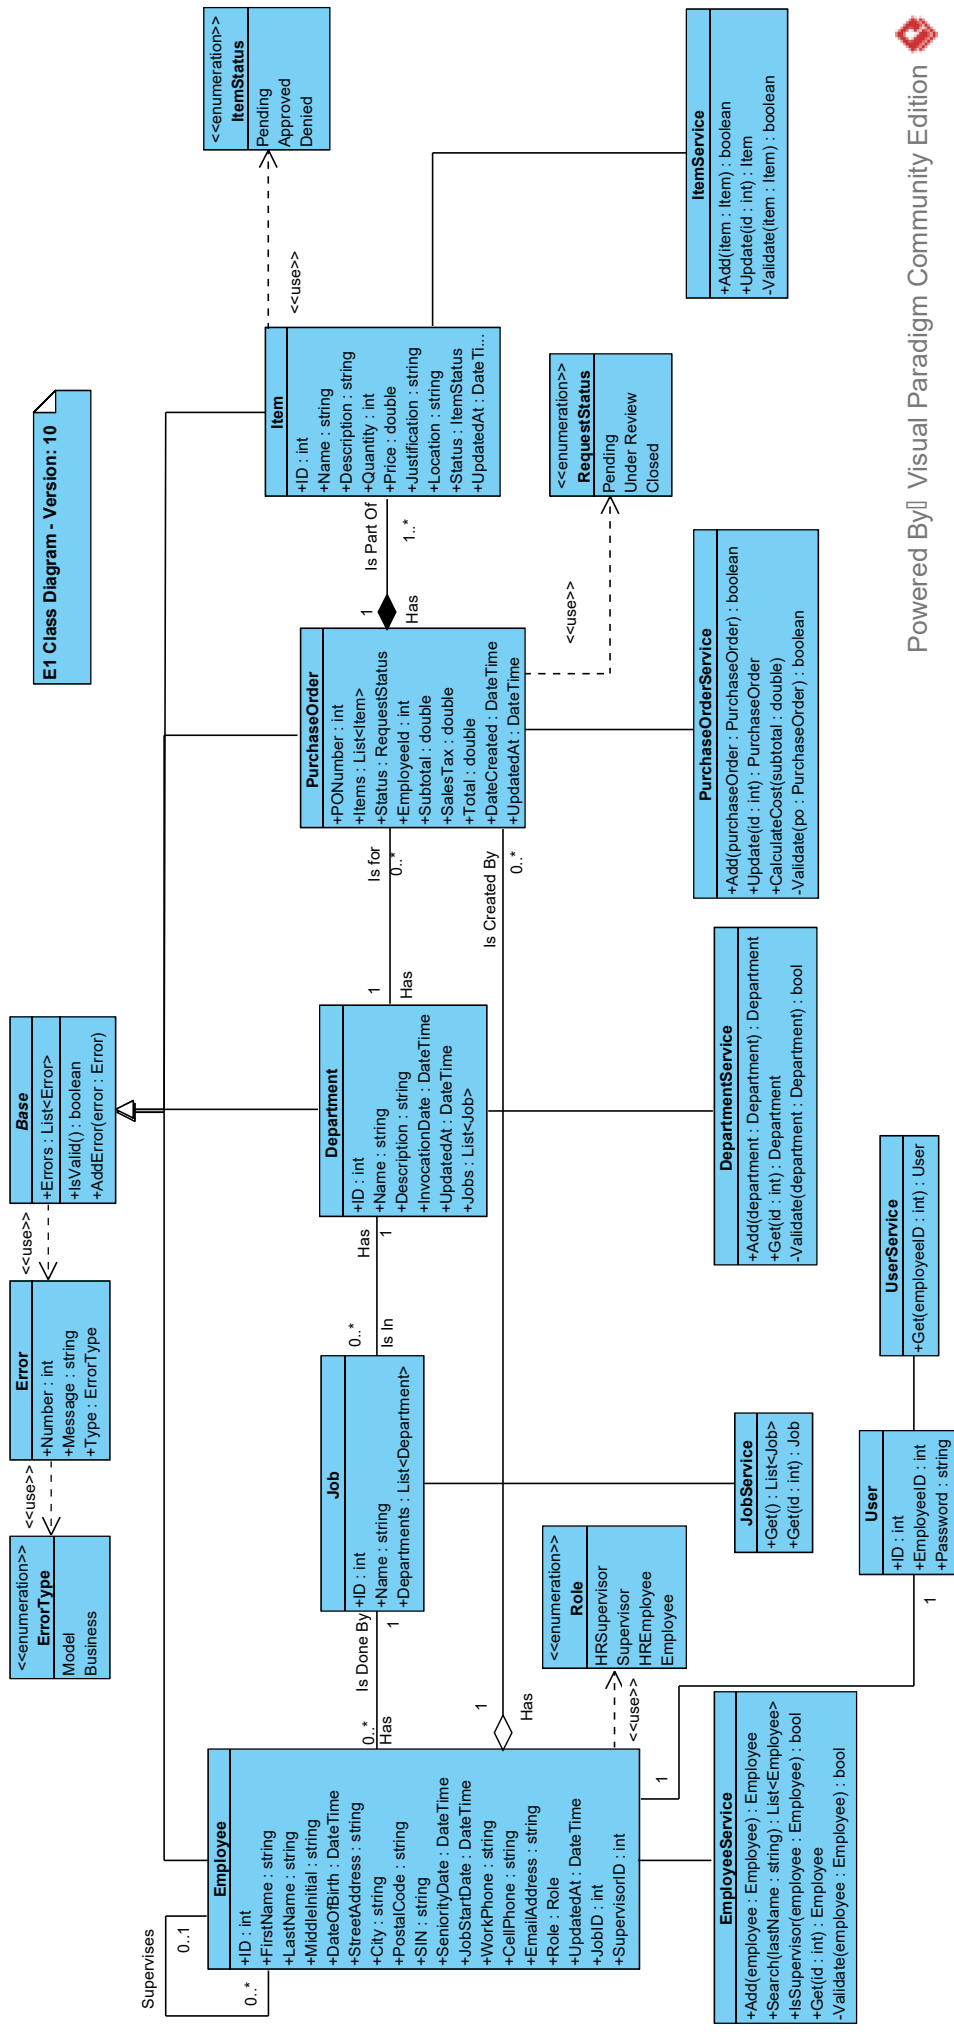 E1 Class Diagram - Version: 10
<<enumeration>>
ErrorType
Model
Business
<<use>>
Error
+Number : int
+Message : string
+Type : ErrorType
<<use>>
Base
+Errors : List<Error>
+IsValid() : boolean
+AddError(error : Error)
Supervises
0..1
0..*
Employee
+ID : int
+FirstName : string
+LastName : string
+MiddleInitial : string
+DateOfBirth : DateTime
+StreetAddress : string
+City : string
+PostalCode : string
+SIN : string
+SeniorityDate : DateTime
+JobStartDate : DateTime
+WorkPhone : string
+CellPhone : string
+EmailAddress : string
+Role : Role
+UpdatedAt : DateTime
+JobID : int
+SupervisorID : int
0..*
Has
Is Done By
1
Job
+ID : int
+Name : string
+Departments : List<Department>
0..*
Is In
Has
1
Department
+ID : int
+Name : string
+Description : string
+InvocationDate : DateTime
+UpdatedAt : DateTime
+Jobs : List<Job>
1
Has
Is for
0..*
PurchaseOrder
+PONumber : int
+Items : List<Item>
+Status : RequestStatus
+EmployeeId : int
+Subtotal : double
+SalesTax : double
+Total : double
+DateCreated : DateTime
+UpdatedAt : DateTime
1
Has
Is Part Of
1..*
Item
+ID : int
+Name : string
+Description : string
+Quantity : int
+Price : double
+Justification : string
+Location : string
+Status : ItemStatus
+UpdatedAt : DateTi...
<<use>>
<<enumeration>>
ItemStatus
Pending
Approved
Denied
1
Has
Is Created By
0..*
<<use>>
<<enumeration>>
Role
HRSupervisor
Supervisor
HREmployee
Employee
<<use>>
<<enumeration>>
RequestStatus
Pending
Under Review
Closed
EmployeeService
+Add(employee : Employee) : Employee
+Search(lastName : string) : List<Employee>
+IsSupervisor(employee : Employee) : bool
+Get(id : int) : Employee
-Validate(employee : Employee) : bool
JobService
+Get() : List<Job>
+Get(id : int) : Job
DepartmentService
+Add(department : Department) : Department
+Get(id : int) : Department
-Validate(department : Department) : bool
PurchaseOrderService
+Add(purchaseOrder : PurchaseOrder) : boolean
+Update(id : int) : PurchaseOrder
+CalculateCost(subtotal : double)
-Validate(po : PurchaseOrder) : boolean
ItemService
+Add(item : Item) : boolean
+Update(id : int) : Item
-Validate(item : Item) : boolean
1
1
User
+ID : int
+EmployeeID : int
+Password : string
UserService
+Get(employeeID : int) : User
Powered By Visual Paradigm Community Edition